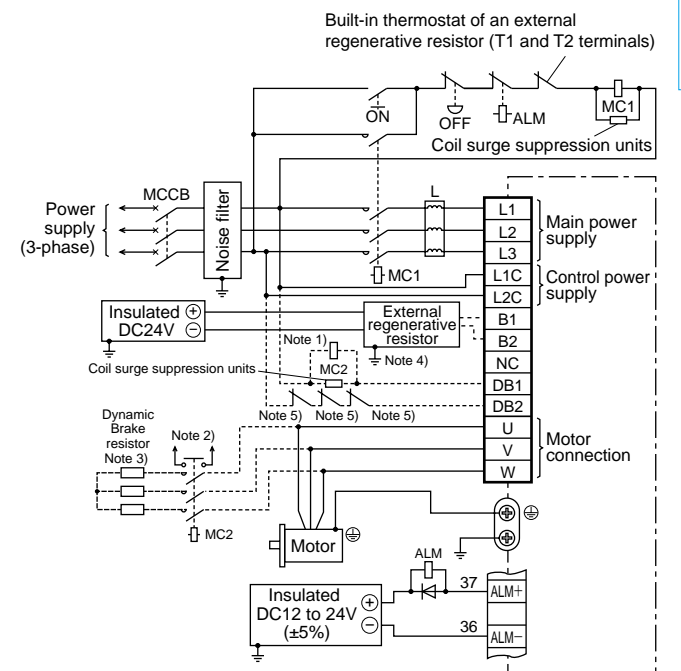 Built-in thermostat of an external
regenerative resistor (T1 and T2 terminals)
ON
OFF
ALM
MC1
Coil surge suppression units
Power
supply
(3-phase)
MCCB
Noise filter
MC1
L
L1
L2
L3
L1C
L2C
B1
B2
NC
DB1
DB2
U
V
W
Main power
supply
Control power
supply
Motor
connection
Insulated
DC24V
External
regenerative
resistor
Note 4)
Note 1)
MC2
Coil surge suppression units
Note 5) Note 5) Note 5)
Dynamic
Brake
resistor
Note 3)
Note 2)
MC2
Motor
ALM
Insulated
DC12 to 24V
(±5%)
37
ALM+
36
ALM−